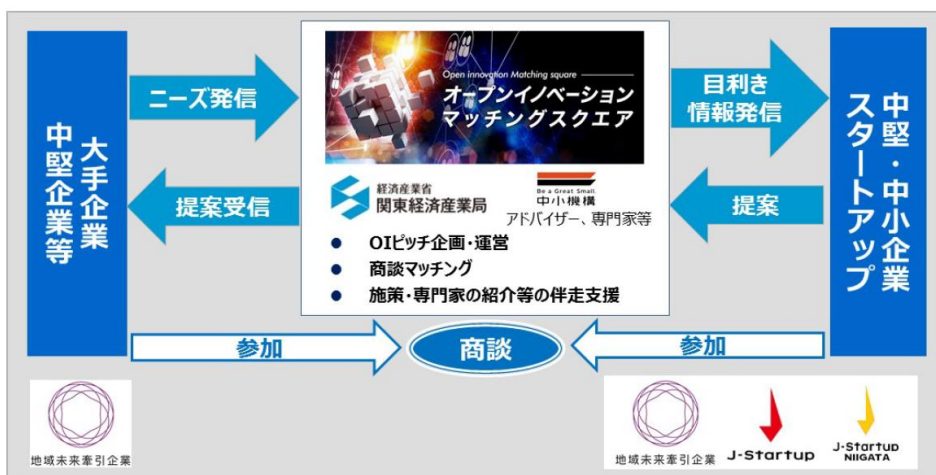 大手企業
中堅企業等
ニーズ発信
提案受信
Open innovation Matching square
オープンイノベーション
マッチングスクエア
経済産業省
関東経済産業局
Be a Great Small.
中小機構
アドバイザー、専門家等
● OIピッチ企画・運営
● 商談マッチング
● 施策・専門家の紹介等の伴走支援
目利き
情報発信
提案
中堅・中小企業
スタートアップ
参加
商談
参加
地域未来牽引企業
地域未来牽引企業
J-Startup
J-Startup
NIIGATA